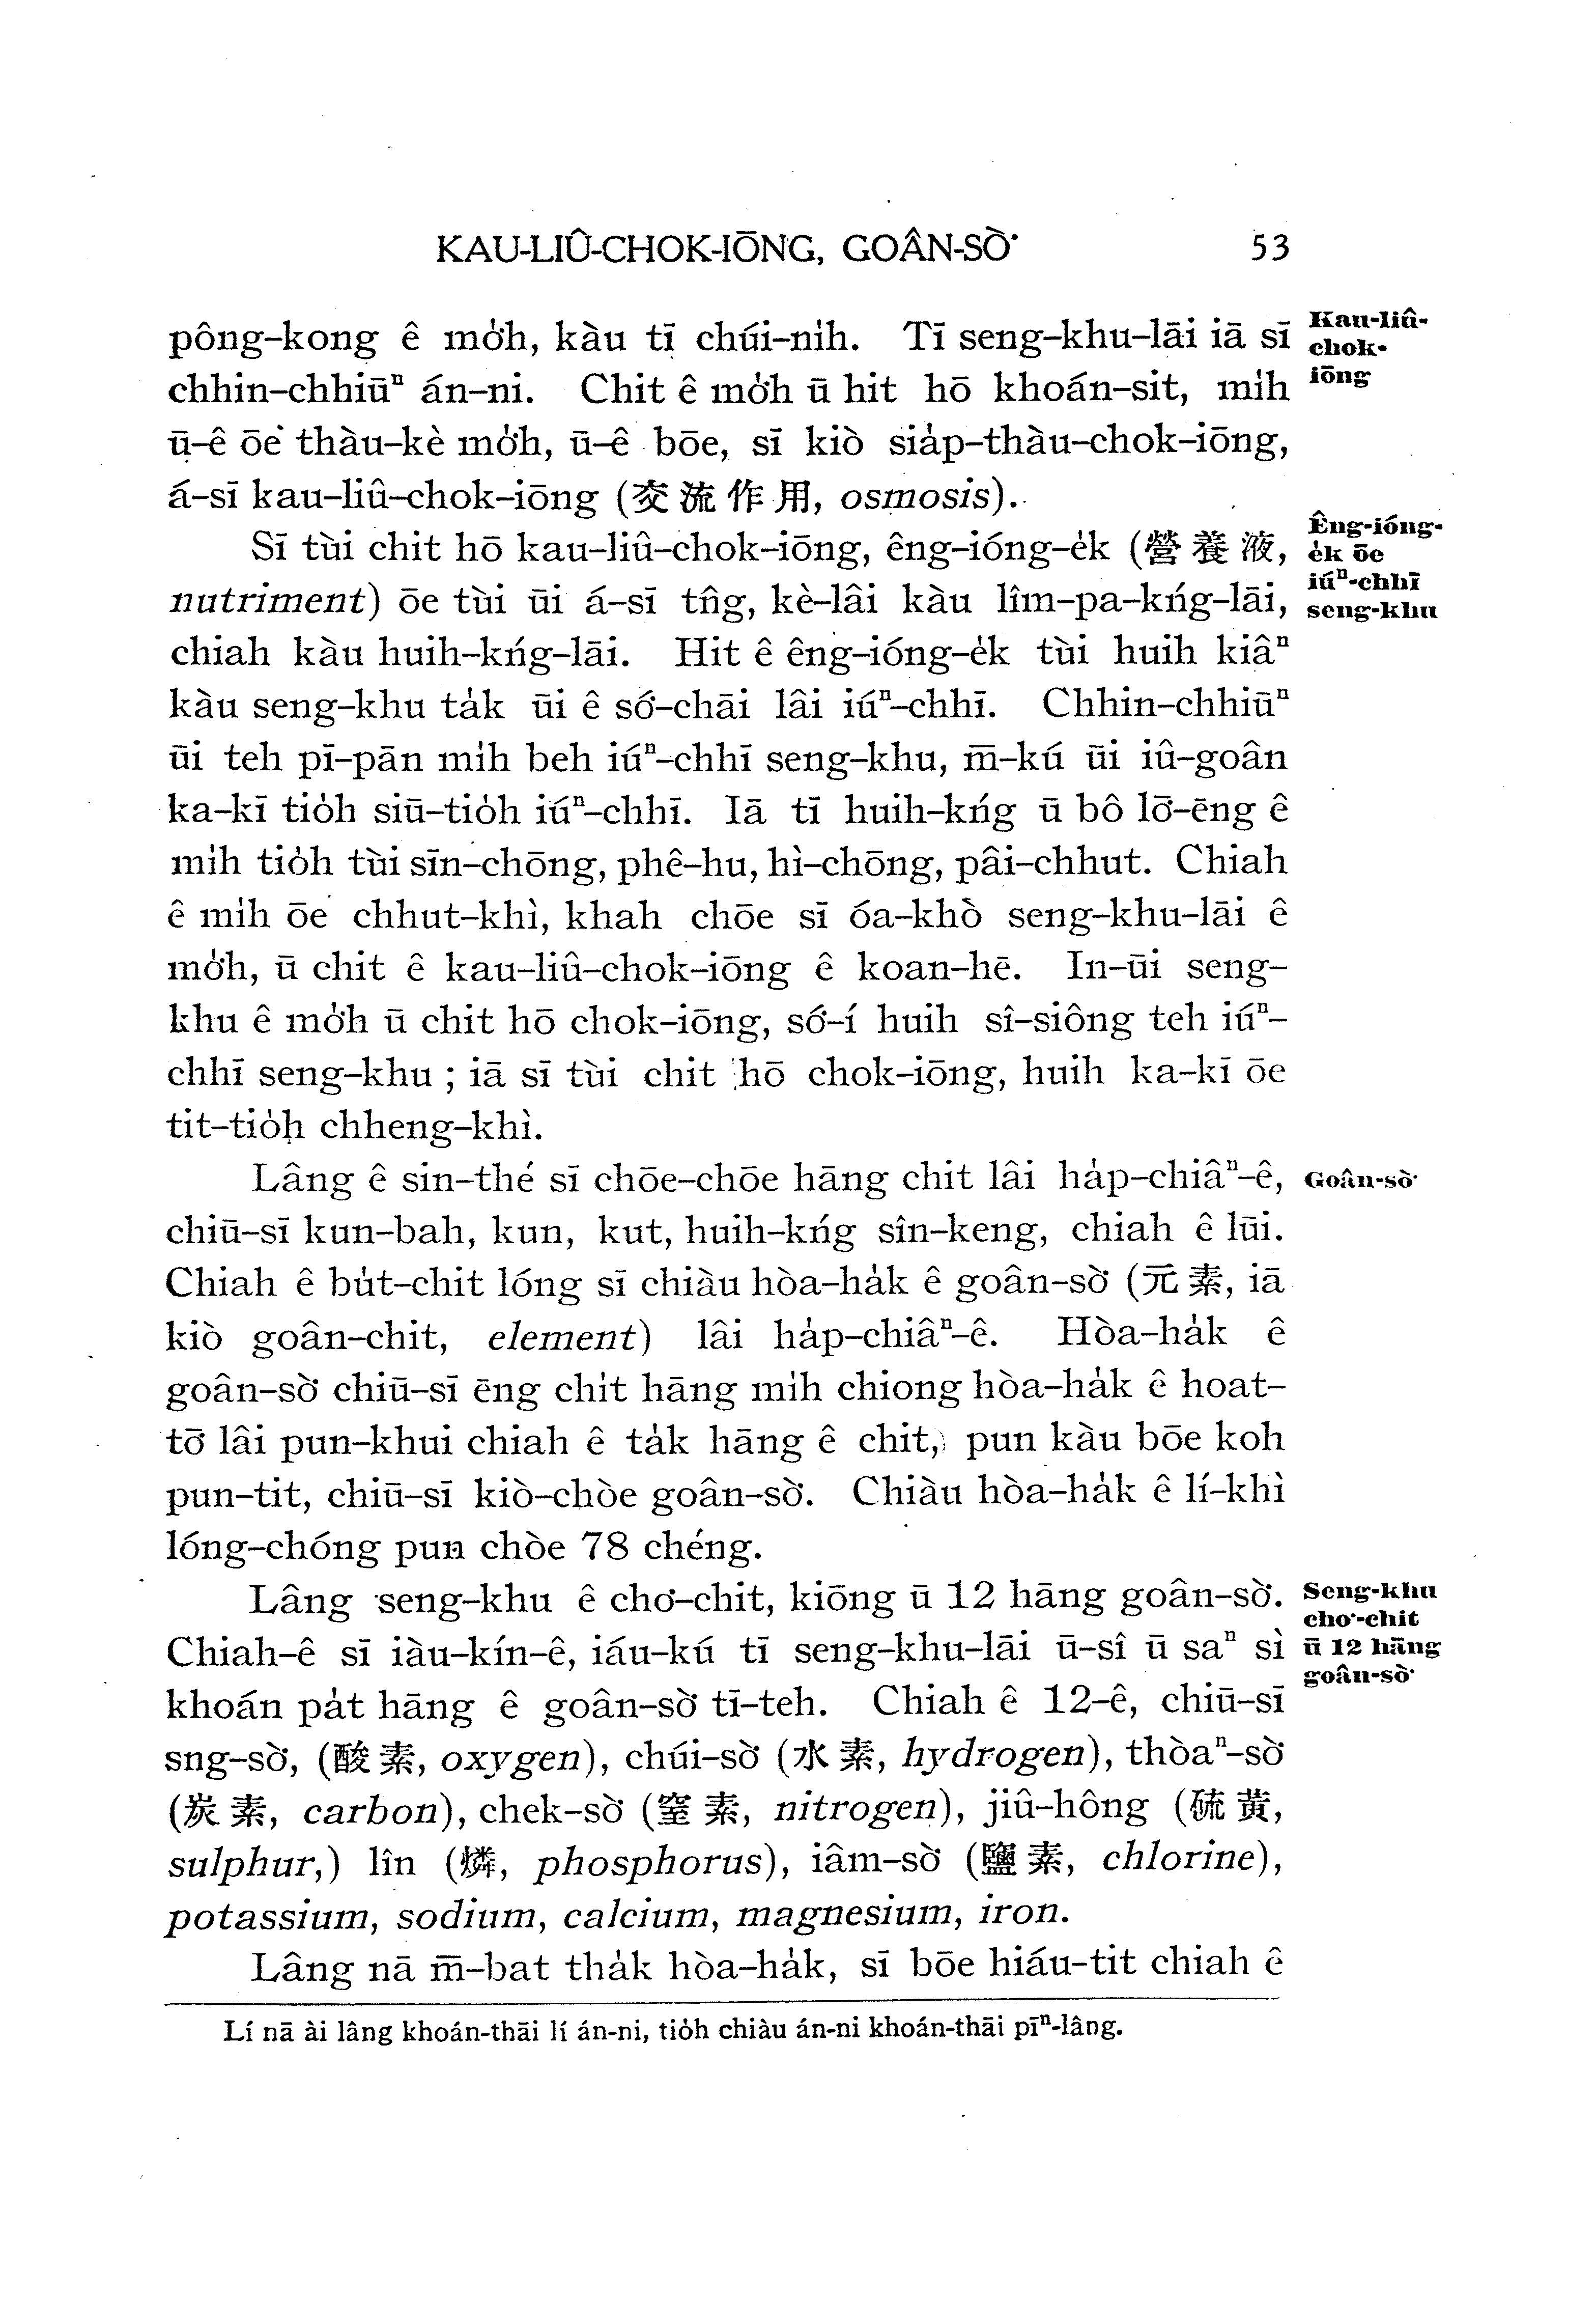 KAU-LIÛ-CHOK-IŌNG, GOÂN-SÒ͘ 53
pông-kong ê mo̍͘h, kàu tī chúi-ni̍h. Tī seng-khu-lāi iā sī
chhin-chhiūⁿ án-ni. Chit ê mo̍͘h ū hit hō khoán-sit, mi̍h
ū-ê ōe thàu-kè mo̍͘h, ū-ê bōe, sī kiò sia̍p-thàu-chok-iōng,
á-sī kau-liû-chok-iōng (交流作用, osmosis).
Kau-liû-
chok-
iōng
Sī tùi chit hō kau-liû-chok-iōng, êng-ióng-e̍k (營養液,
nutriment) ōe tùi ūi á-sī tn̂g, kè-lâi kàu lîm-pa-kńg-lāi,
chiah kàu huih-kńg-lāi. Hit ê êng-ióng-e̍k tùi huih kiâⁿ
kàu seng-khu ta̍k ūi ê só͘-chāi lâi iúⁿ-chhī. Chhin-chhiūⁿ
ūi teh pī-pān mi̍h beh iúⁿ-chhī seng-khu, m̄-kú ūi iû-goân
ka-kī tio̍h siū-tio̍h iúⁿ-chhī. Iā tī huih-kńg ū bô lō͘-ēng ê
mi̍h tio̍h tùi sīn-chōng, phê-hu, hì-chōng, pâi-chhut. Chiah
ê mi̍h ōe chhut-khì, khah chōe sī óa-khò seng-khu-lāi ê
mo̍͘h, ū chit ê kau-liû-chok-iōng ê koan-hē. In-ūi seng-
khu ê mo̍͘h ū chit hō chok-iōng, só͘-í huih sî-siông teh iúⁿ-
chhī seng-khu ; iā sī tùi chit hō chok-iōng, huih ka-kī ōe
tit-tio̍h chheng-khì.
Êng-ióng-
e̍k ōe
iúⁿ-chhī
seng-khu
Lâng ê sin-thé sī chōe-chōe hāng chit lâi ha̍p-chiâⁿ-ê,
chiū-sī kun-bah, kun, kut, huih-kńg sîn-keng, chiah ê lūi.
Chiah ê bu̍t-chit lóng sī chiàu hòa-ha̍k ê goân-sò͘ (元素, iā
kiò goân-chit, element) lâi ha̍p-chiâⁿ-ê. Hòa-ha̍k ê
goân-sò͘ chiū-sī ēng chi̍t hāng mi̍h chiong hòa-ha̍k ê hoat-
tō͘ lâi pun-khui chiah ê ta̍k hāng ê chit, pun kàu bōe koh
pun-tit, chiū-sī kiò-chòe goân-sò͘. Chiàu hòa-ha̍k ê lí-khì
lóng-chóng pun chòe 78 chéng.
Goân-sò͘
Lâng seng-khu ê cho͘-chit, kiōng ū 12 hāng goân-sò͘.
Chiah-ê sī iàu-kín-ê, iáu-kú tī seng-khu-lāi ū-sî ū saⁿ sì
khoán pa̍t hāng ê goân-sò͘ tī-teh. Chiah ê 12-ê, chiū-sī
sng-sò͘, (酸素, oxygen), chúi-sò͘ (水素, hydrogen), thòaⁿ-sò͘
(炭素, carbon), chek-sò͘ (窒素, nitrogen), jiû-hông (硫黃,
sulphur,) lîn (燐, phosphorus), iâm-sò͘ (鹽素, chlorine),
potassium, sodium, calcium, magnesium, iron.
Seng-khu
cho͘-chit
ū 12 hāng
goân-sò͘
Lâng nā m̄-bat tha̍k hòa-ha̍k, sī bōe hiáu-tit chiah ê
Lí nā ài lâng khoán-thāi lí án-ni, tio̍h chiàu án-ni khoán-thāi pīⁿ-lâng.